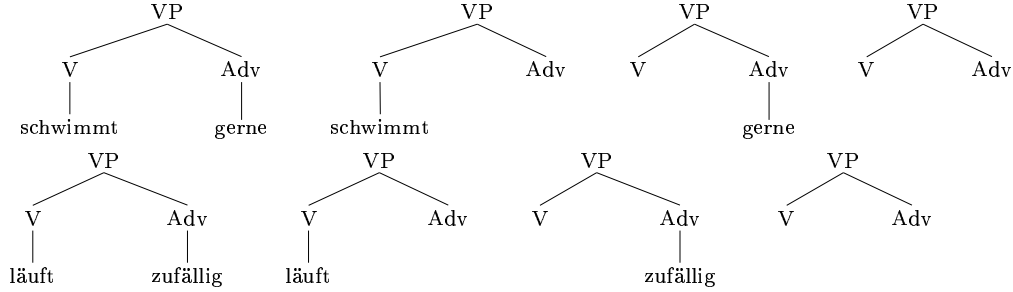 VP VP VP VP
V Adv V Adv V Adv V Adv
schwimmt gerne schwimmt gerne
VP VP VP VP
V Adv V Adv V Adv V Adv
läuft zufällig läuft zufällig